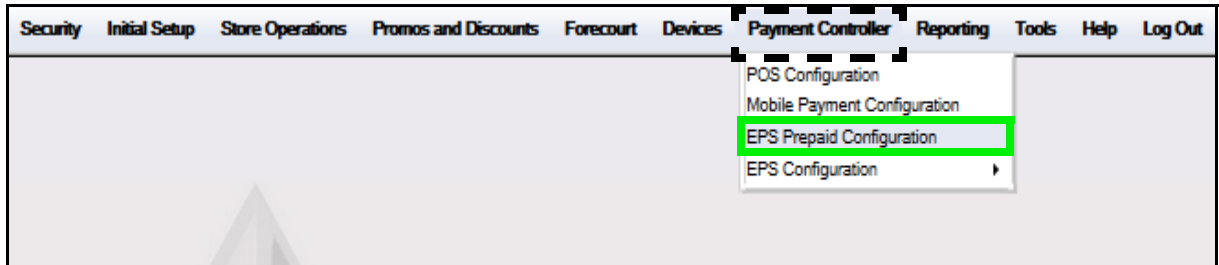 Security Initial Setup Store Operations Promos and Discounts Forecourt Devices Payment Controller Reporting Tools Help Log Out
POS Configuration
Mobile Payment Configuration
EPS Prepaid Configuration
EPS Configuration